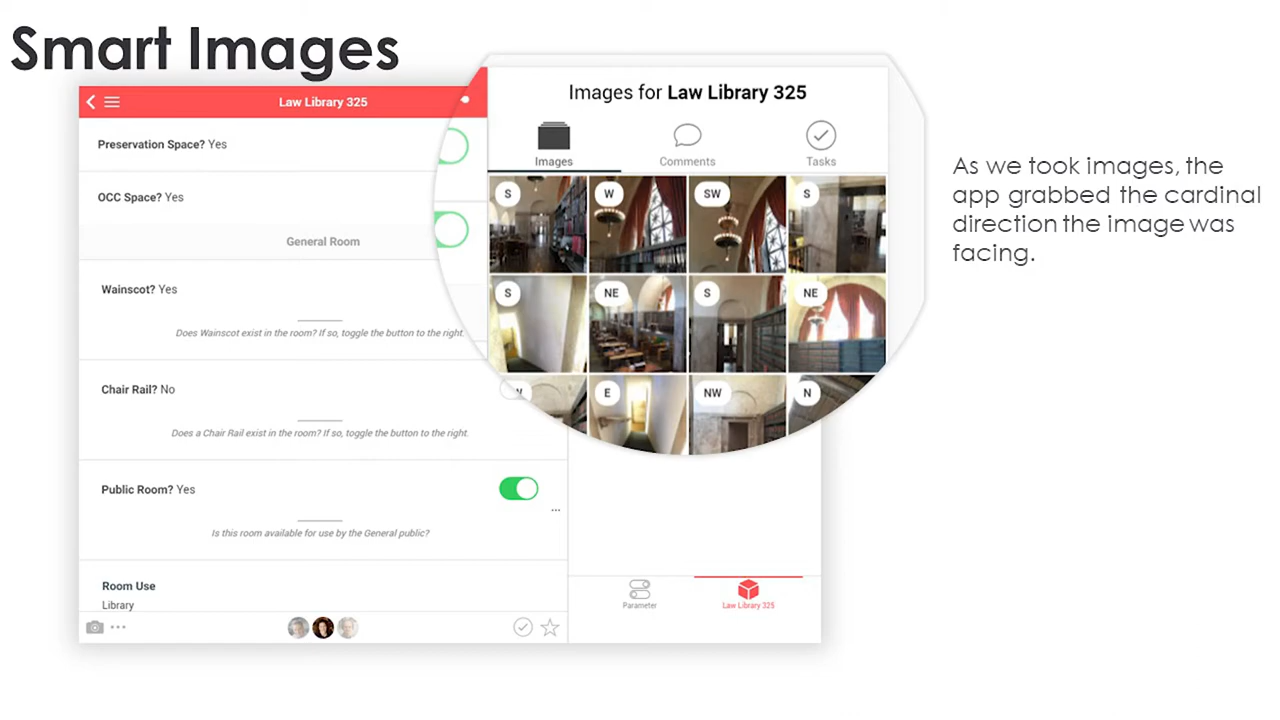 Smart Images
Law Library 325
Preservation Space? Yes
OCC Space? Yes
General Room
Wainscot? Yes
Does Wainscot exist in the room? If so, toggle the button to the right.
Chair Rail? No
Does a Chair Rail exist in the room? If so, toggle the button to the right.
Public Room? Yes
Is this room available for use by the General public?
Room Use
Library
Images for Law Library 325
Images Comments Tasks
S W SW S
S NE S NE
E NW N
Parameter Law Library 325
As we took images, the
app grabbed the cardinal
direction the image was
facing.